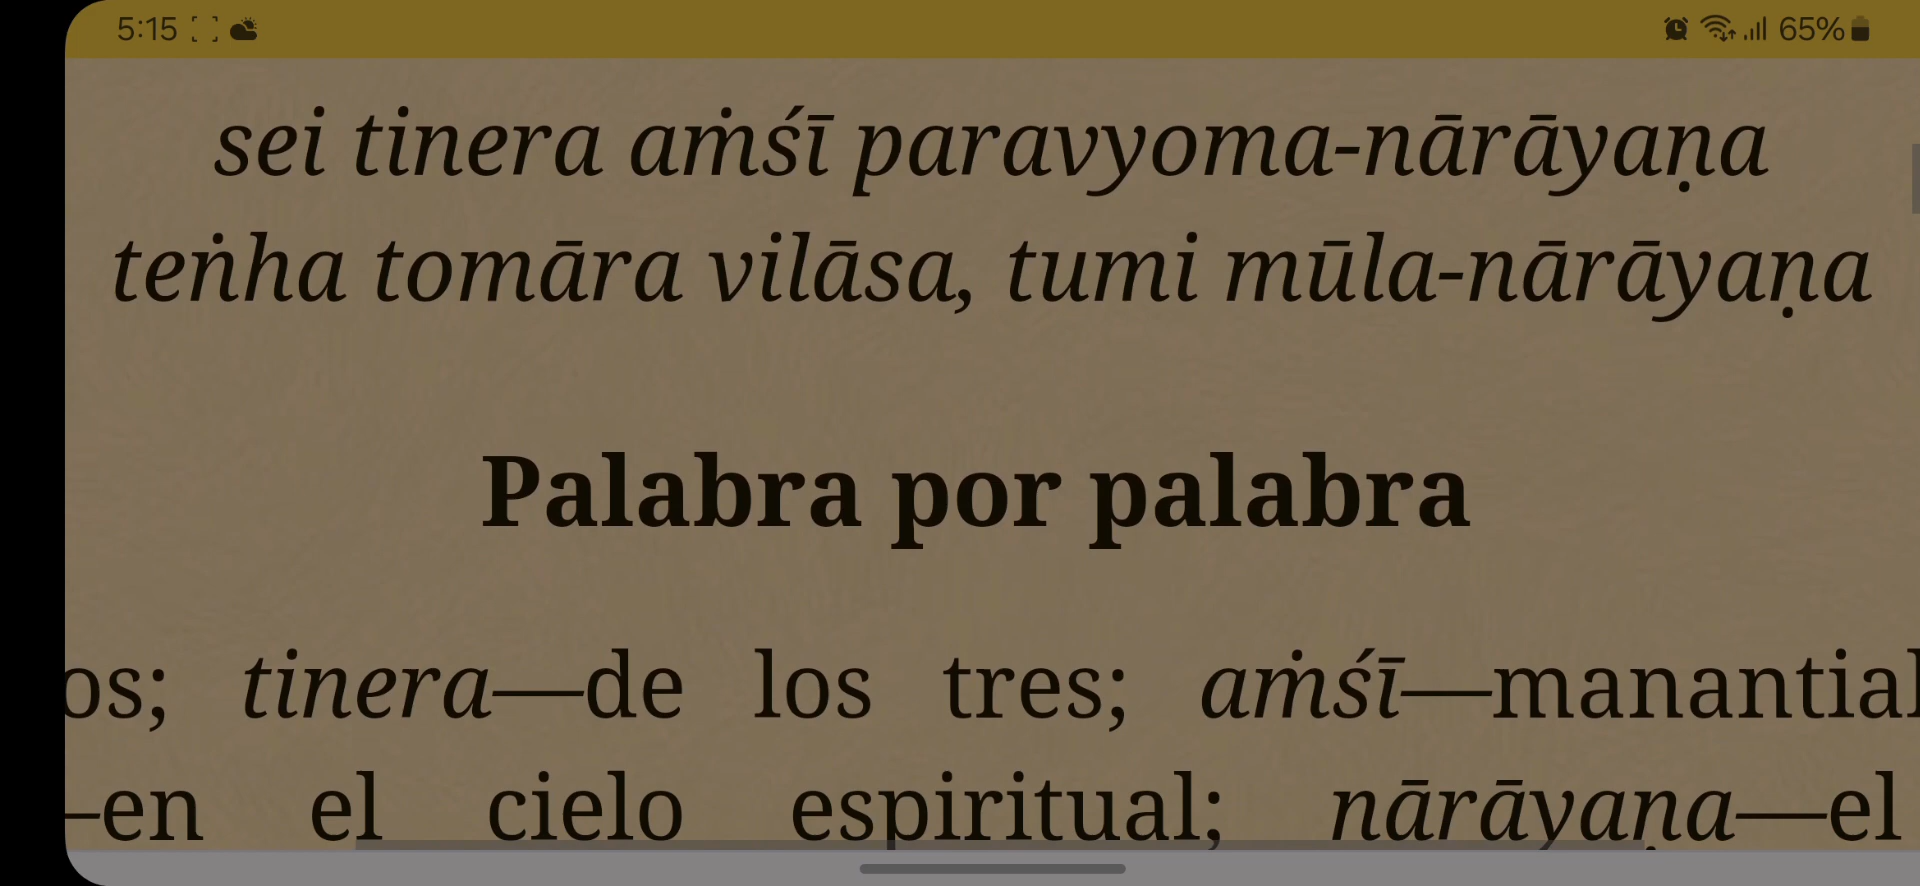 5:15 65%
sei tinera aṁśī paravyoma-nārāyaṇa
teṅha tomāra vilāsa, tumi mūla-nārāyaṇa
Palabra por palabra
os; tinera—de los tres; aṁśī—manantial
—en el cielo espiritual; nārāyaṇa—el